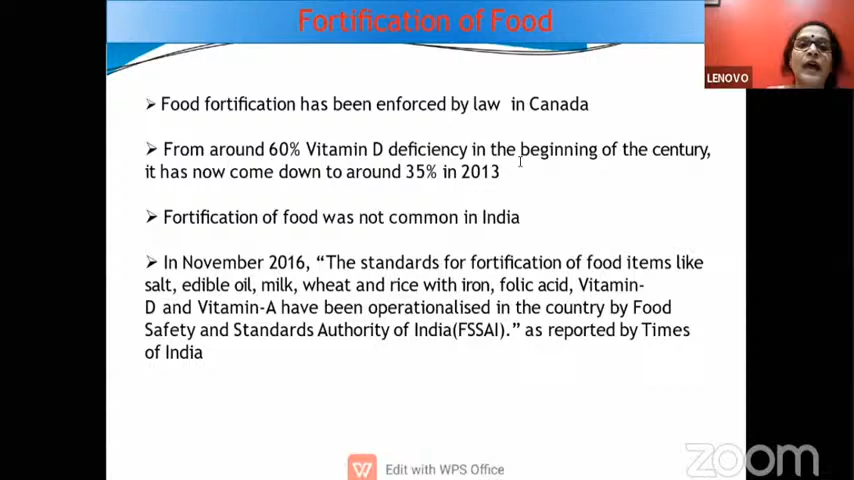 Fortification of Food
LENOVO
➢ Food fortification has been enforced by law in Canada
➢ From around 60% Vitamin D deficiency in the beginning of the century,
it has now come down to around 35% in 2013
➢ Fortification of food was not common in India
➢ In November 2016, “The standards for fortification of food items like
salt, edible oil, milk, wheat and rice with iron, folic acid, Vitamin-
D and Vitamin-A have been operationalised in the country by Food
Safety and Standards Authority of India(FSSAI).” as reported by Times
of India
Edit with WPS Office
zoom